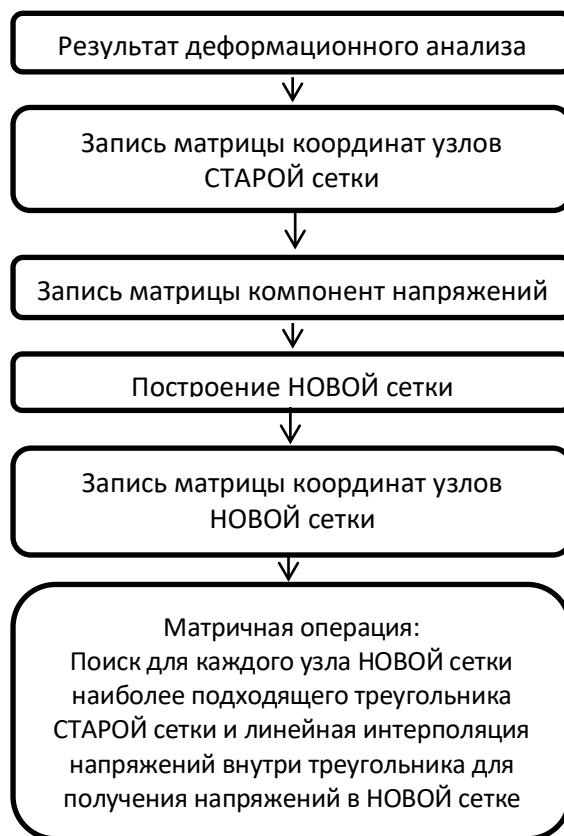 Результат деформационного анализа
Запись матрицы координат узлов
СТАРОЙ сетки
Запись матрицы компонент напряжений
Построение НОВОЙ сетки
Запись матрицы координат узлов
НОВОЙ сетки
Матричная операция:
Поиск для каждого узла НОВОЙ сетки
наиболее подходящего треугольника
СТАРОЙ сетки и линейная интерполяция
напряжений внутри треугольника для
получения напряжений в НОВОЙ сетке